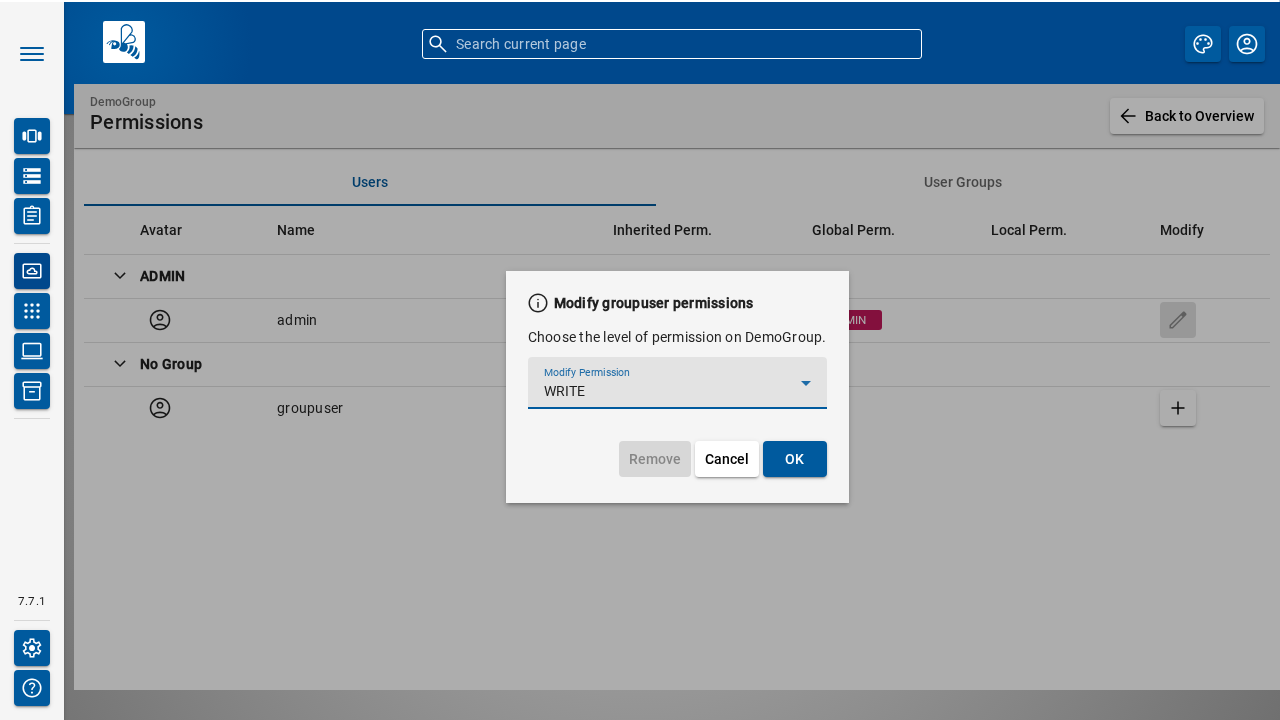 Search current page
DemoGroup
Permissions
Back to Overview
Users
User Groups
Avatar
Name
Inherited Perm.
Global Perm.
Local Perm.
Modify
ADMIN
admin
No Group
groupuser
Modify groupuser permissions
Choose the level of permission on DemoGroup.
Modify Permission
WRITE
Remove
Cancel
OK
7.7.1